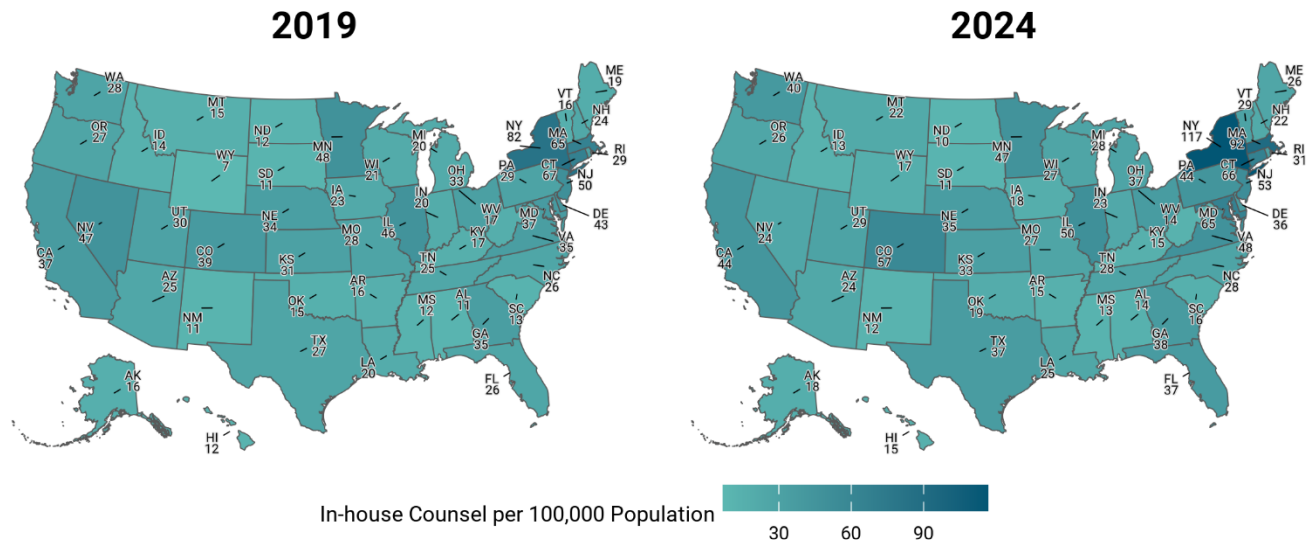 2019
2024
WA
28
OR
27
CA
37
NV
47
ID
14
MT
15
WY
7
UT
30
CO
39
AZ
25
NM
11
ND
12
SD
11
NE
34
KS
31
OK
15
TX
27
MN
48
IA
23
MO
28
AR
16
LA
20
WI
21
IL
46
MI
20
IN
20
OH
33
KY
17
TN
25
MS
12
AL
11
GA
35
FL
26
SC
13
NC
26
VA
35
WV
17
MD
37
DE
43
PA
29
NJ
50
NY
82
CT
67
RI
29
MA
65
VT
16
NH
24
ME
19
AK
16
HI
12
WA
40
OR
26
CA
44
NV
24
ID
13
MT
22
WY
17
UT
29
CO
57
AZ
24
NM
12
ND
10
SD
11
NE
35
KS
33
OK
19
TX
37
MN
47
IA
18
MO
27
AR
15
LA
25
WI
27
IL
50
MI
28
IN
23
OH
37
KY
15
TN
28
MS
13
AL
14
GA
38
FL
37
SC
16
NC
28
VA
48
WV
14
MD
65
DE
36
PA
44
NJ
53
NY
117
CT
66
RI
31
MA
92
VT
29
NH
22
ME
26
AK
18
HI
15
In-house Counsel per 100,000 Population
30 60 90